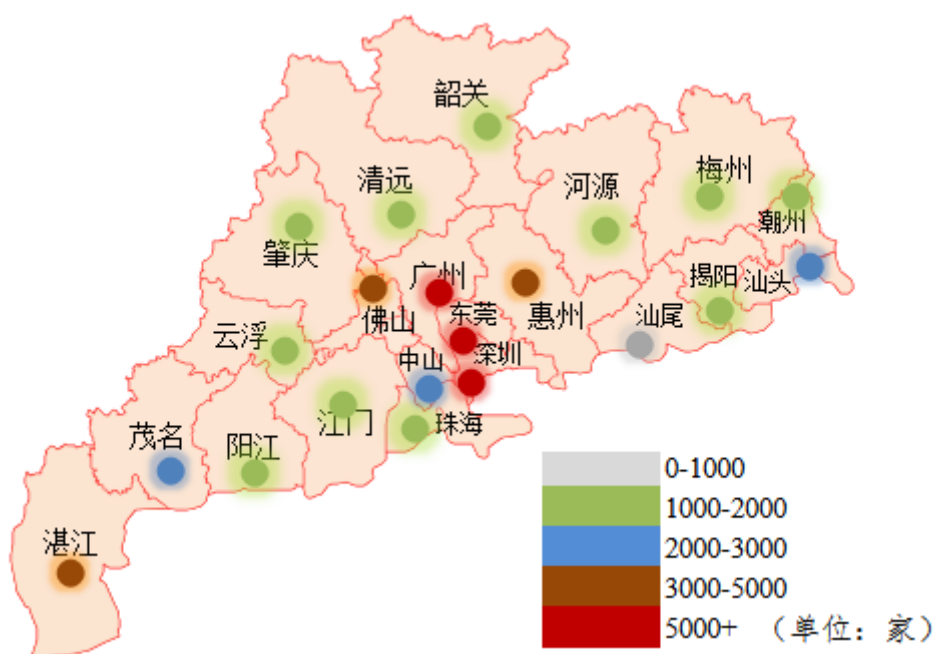 韶关
清远
河源
梅州
潮州
肇庆
广州
揭阳
汕头
佛山
东莞
惠州
汕尾
云浮
中山
深圳
江门
珠海
茂名
阳江
湛江
0-1000
1000-2000
2000-3000
3000-5000
5000+ （单位：家）